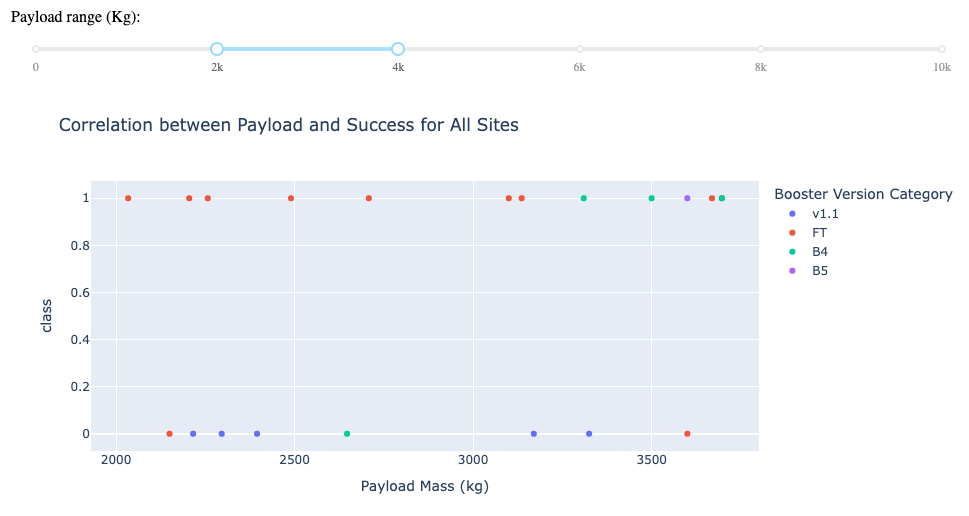 Payload range (Kg):
0 2k 4k 6k 8k 10k
Correlation between Payload and Success for All Sites
1
0.8
0.6
0.4
0.2
0
class
2000 2500 3000 3500
Payload Mass (kg)
Booster Version Category
v1.1
FT
B4
B5